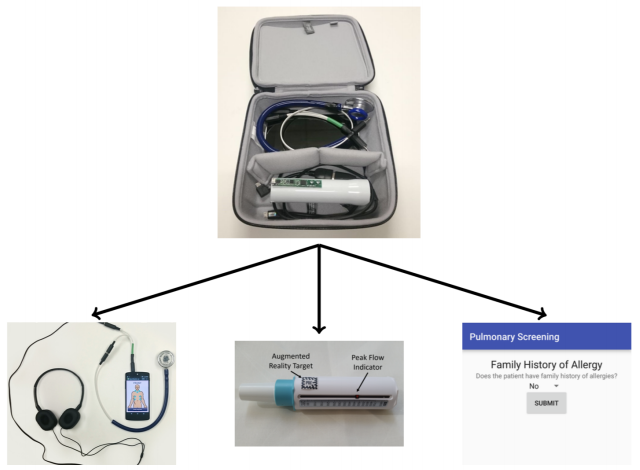 Augmented
Reality Target
Peak Flow
Indicator
Pulmonary Screening
Family History of Allergy
Does the patient have family history of allergies?
No
SUBMIT